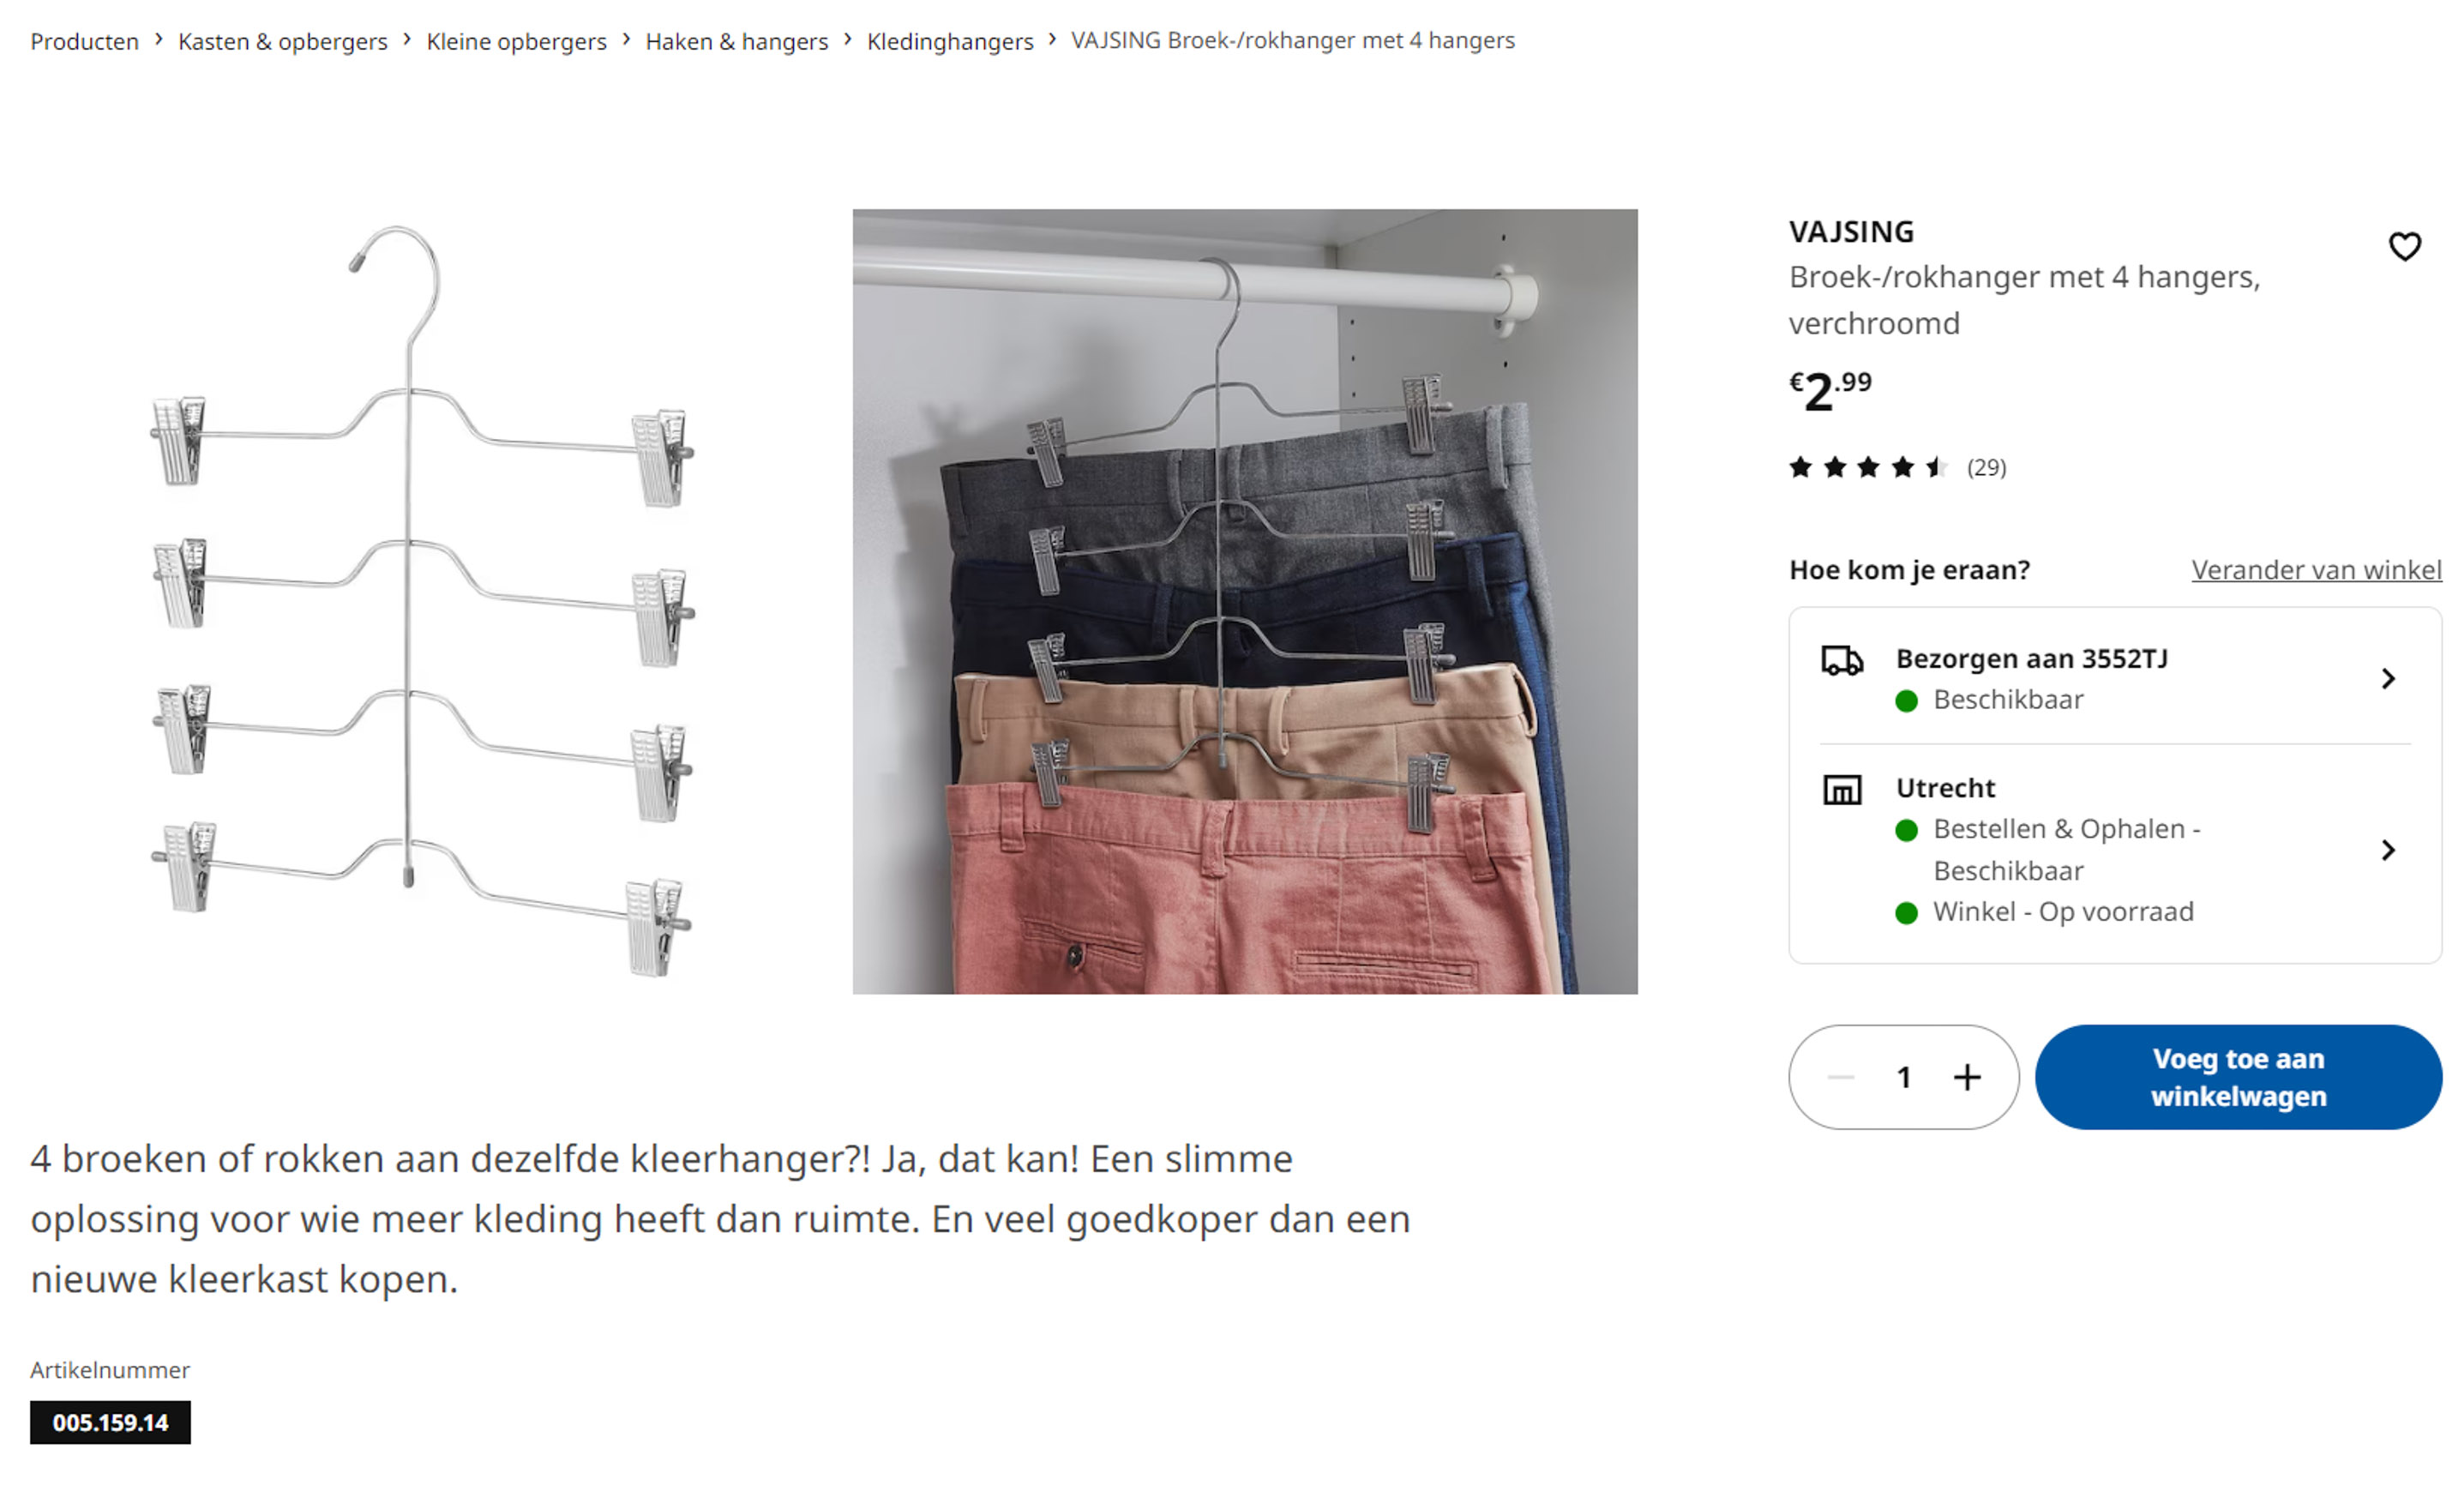 Producten > Kasten & opbergers > Kleine opbergers > Haken & hangers > Kledinghangers > VAJSING Broek-/rokhanger met 4 hangers
VAJSING
Broek-/rokhanger met 4 hangers,
verchroomd
€2.99
(29)
Hoe kom je eraan? Verander van winkel
Bezorgen aan 3552TJ
Beschikbaar
Utrecht
Bestellen & Ophalen -
Beschikbaar
Winkel - Op voorraad
1
Voeg toe aan
winkelwagen
4 broeken of rokken aan dezelfde kleerhanger?! Ja, dat kan! Een slimme
oplossing voor wie meer kleding heeft dan ruimte. En veel goedkoper dan een
nieuwe kleerkast kopen.
Artikelnummer
005.159.14